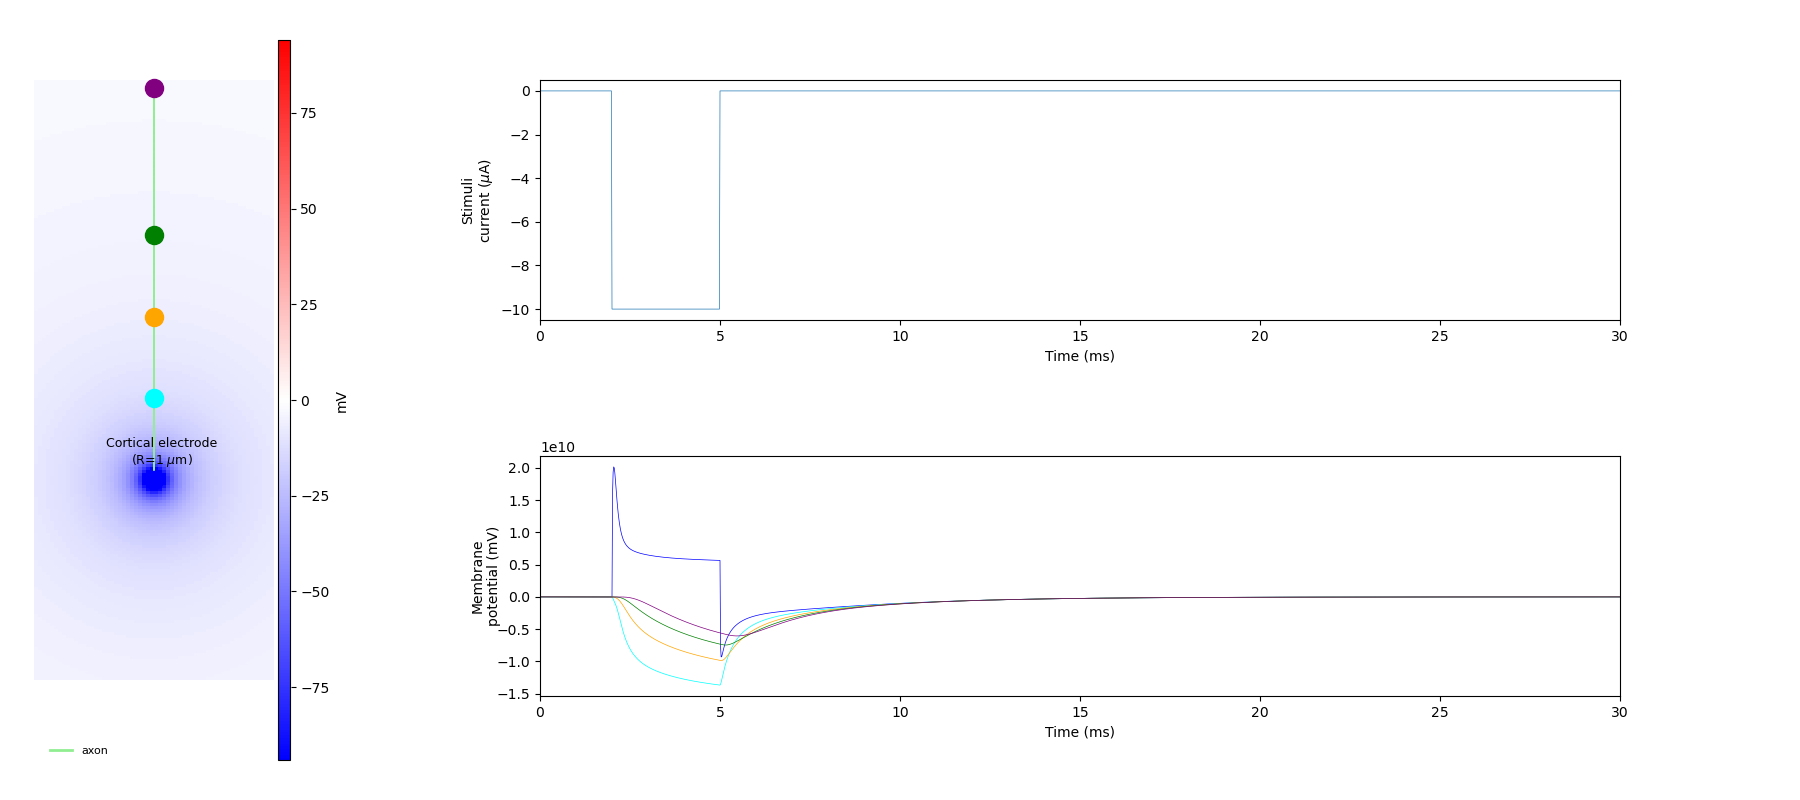 75
50
25
0
−25
−50
−75
mV
Cortical electrode
(R=1 μm)
axon
0
−2
−4
−6
−8
−10
Stimuli
current (μA)
0 5 10 15 20 25 30
Time (ms)
1e10
2.0
1.5
1.0
0.5
0.0
−0.5
−1.0
−1.5
Membrane
potential (mV)
0 5 10 15 20 25 30
Time (ms)